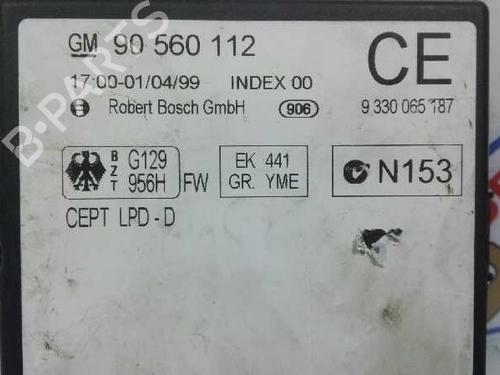 GM 90 560 112
CE
17:00-01/04/99 INDEX 00
Robert Bosch GmbH 906 9 330 065 187
BZT G129 956H FW
EK 441
GR. YME
N153
CEPT LPD-D
B-PARTS